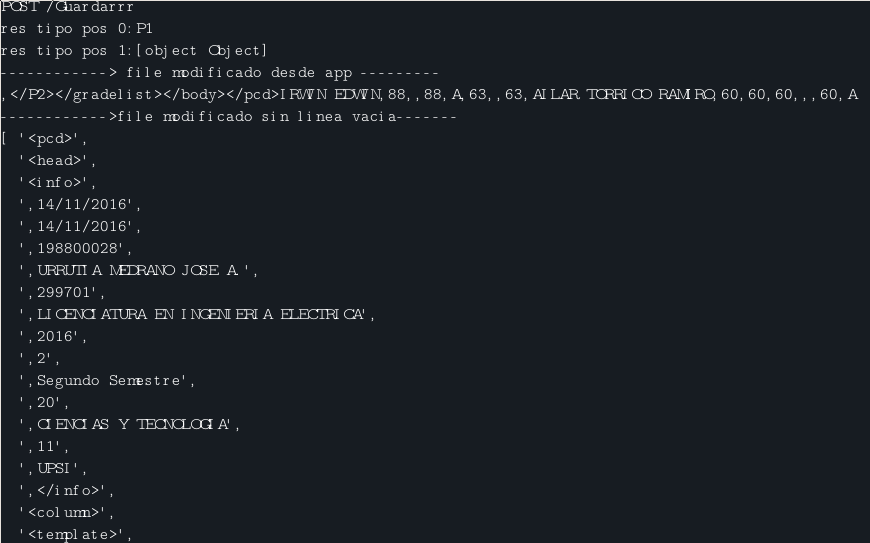 POST /Guardarrr
res tipo pos 0:P1
res tipo pos 1:[object Object]
------------> file modificado desde app ---------
,</P2></gradelist></body></pcd>IRWIN EDWIN,88,,88,A,63,,63,AILAR TORRICO RAMIRO,60,60,60,,,60,A
------------>file modificado sin linea vacia-------
[ '<pcd>',
'<head>',
'<info>',
',14/11/2016',
',14/11/2016',
',198800028',
',URRUTIA MEDRANO JOSE A.',
',299701',
',LICENCIATURA EN INGENIERIA ELECTRICA',
',2016',
',2',
',Segundo Semestre',
',20',
',CIENCIAS Y TECNOLOGIA',
',11',
',UPSI',
',</info>',
'<column>',
'<template>',